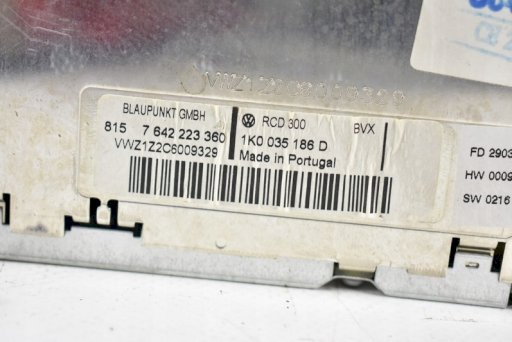 VWZ1Z2C6009329
BLAUPUNKT GMBH
RCD 300 BVX
815 7 642 223 360
1K0 035 186 D
VWZ1Z2C6009329
Made in Portugal
FD 2903
HW 0009
SW 0216